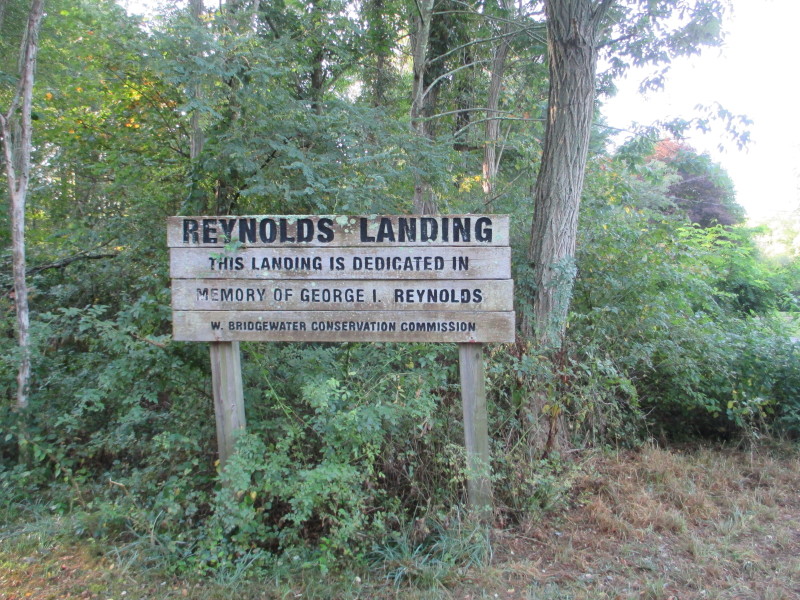 REYNOLDS LANDING
THIS LANDING IS DEDICATED IN
MEMORY OF GEORGE I. REYNOLDS
W. BRIDGEWATER CONSERVATION COMMISSION